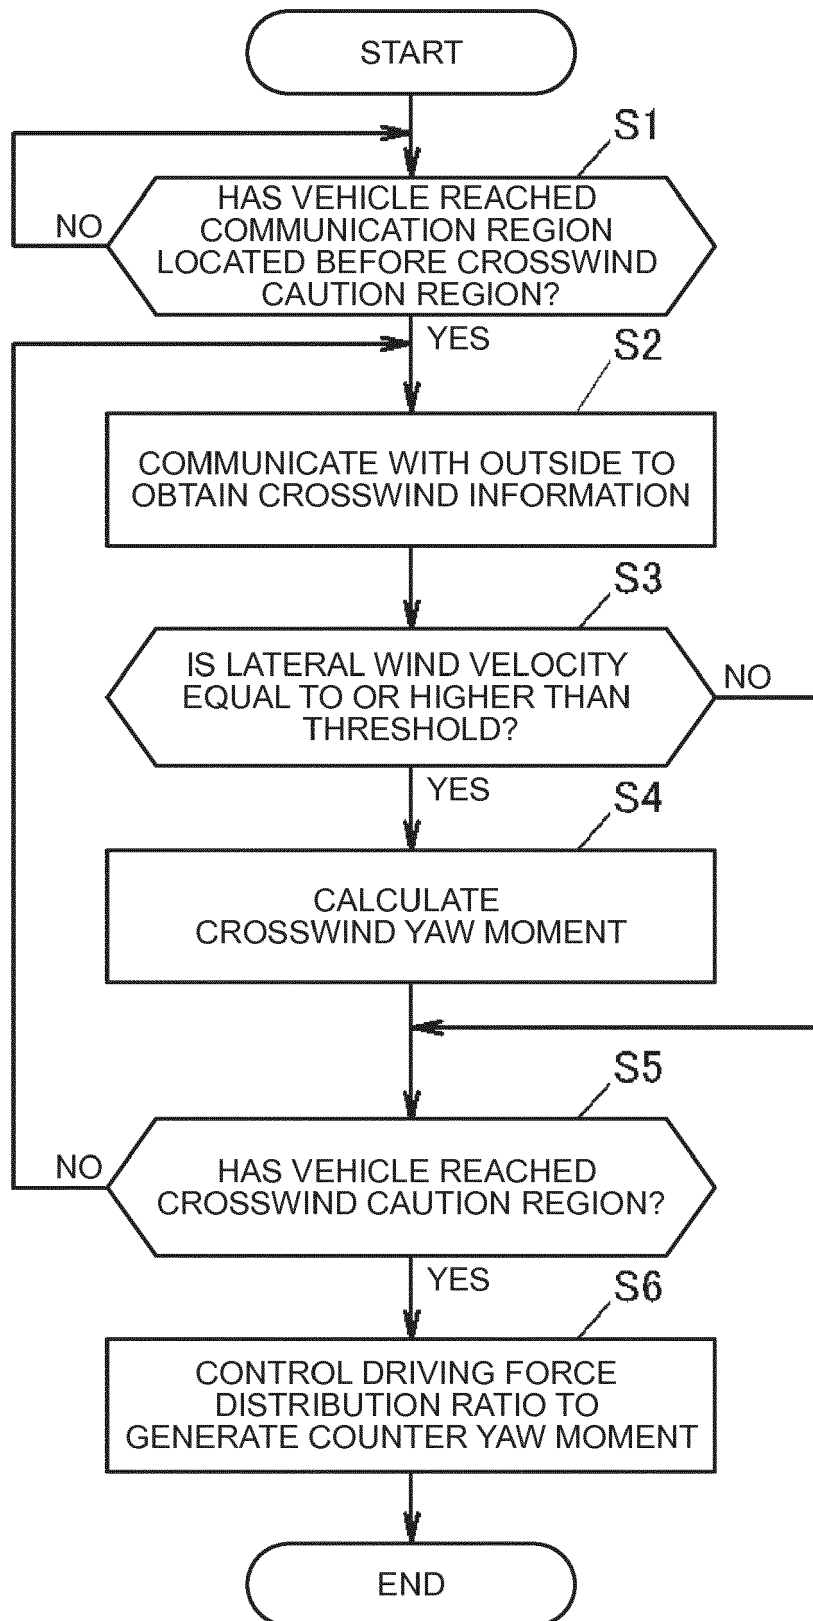 START
S1
HAS VEHICLE REACHED
COMMUNICATION REGION
LOCATED BEFORE CROSSWIND
CAUTION REGION?
NO
YES
S2
COMMUNICATE WITH OUTSIDE TO
OBTAIN CROSSWIND INFORMATION
S3
IS LATERAL WIND VELOCITY
EQUAL TO OR HIGHER THAN
THRESHOLD?
NO
YES
S4
CALCULATE
CROSSWIND YAW MOMENT
S5
HAS VEHICLE REACHED
CROSSWIND CAUTION REGION?
NO
YES
S6
CONTROL DRIVING FORCE
DISTRIBUTION RATIO TO
GENERATE COUNTER YAW MOMENT
END